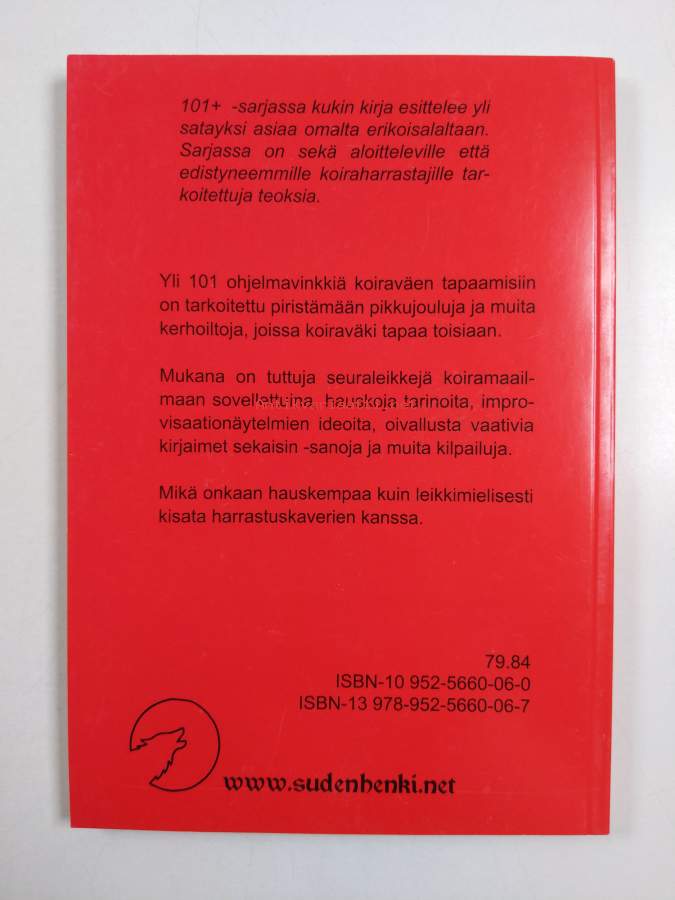 101+ -sarjassa kukin kirja esittelee yli
satayksi asiaa omalta erikoisalaltaan.
Sarjassa on sekä aloitteleville että
edistyneemmille koiraharrastajille tar-
koitettuja teoksia.
Yli 101 ohjelmavinkkiä koiraväen tapaamisiin
on tarkoitettu piristämään pikkujouluja ja muita
kerhoiltoja, joissa koiraväki tapaa toisiaan.
Mukana on tuttuja seuraleikkejä koiramaail-
maan sovellettuina, hauskoja tarinoita, impro-
visaationäytelmien ideoita, oivallusta vaativia
kirjaimet sekaisin -sanoja ja muita kilpailuja.
Mikä onkaan hauskempaa kuin leikkimielisesti
kisata harrastuskaverien kanssa.
79.84
ISBN-10 952-5660-06-0
ISBN-13 978-952-5660-06-7
www.sudenhenki.net